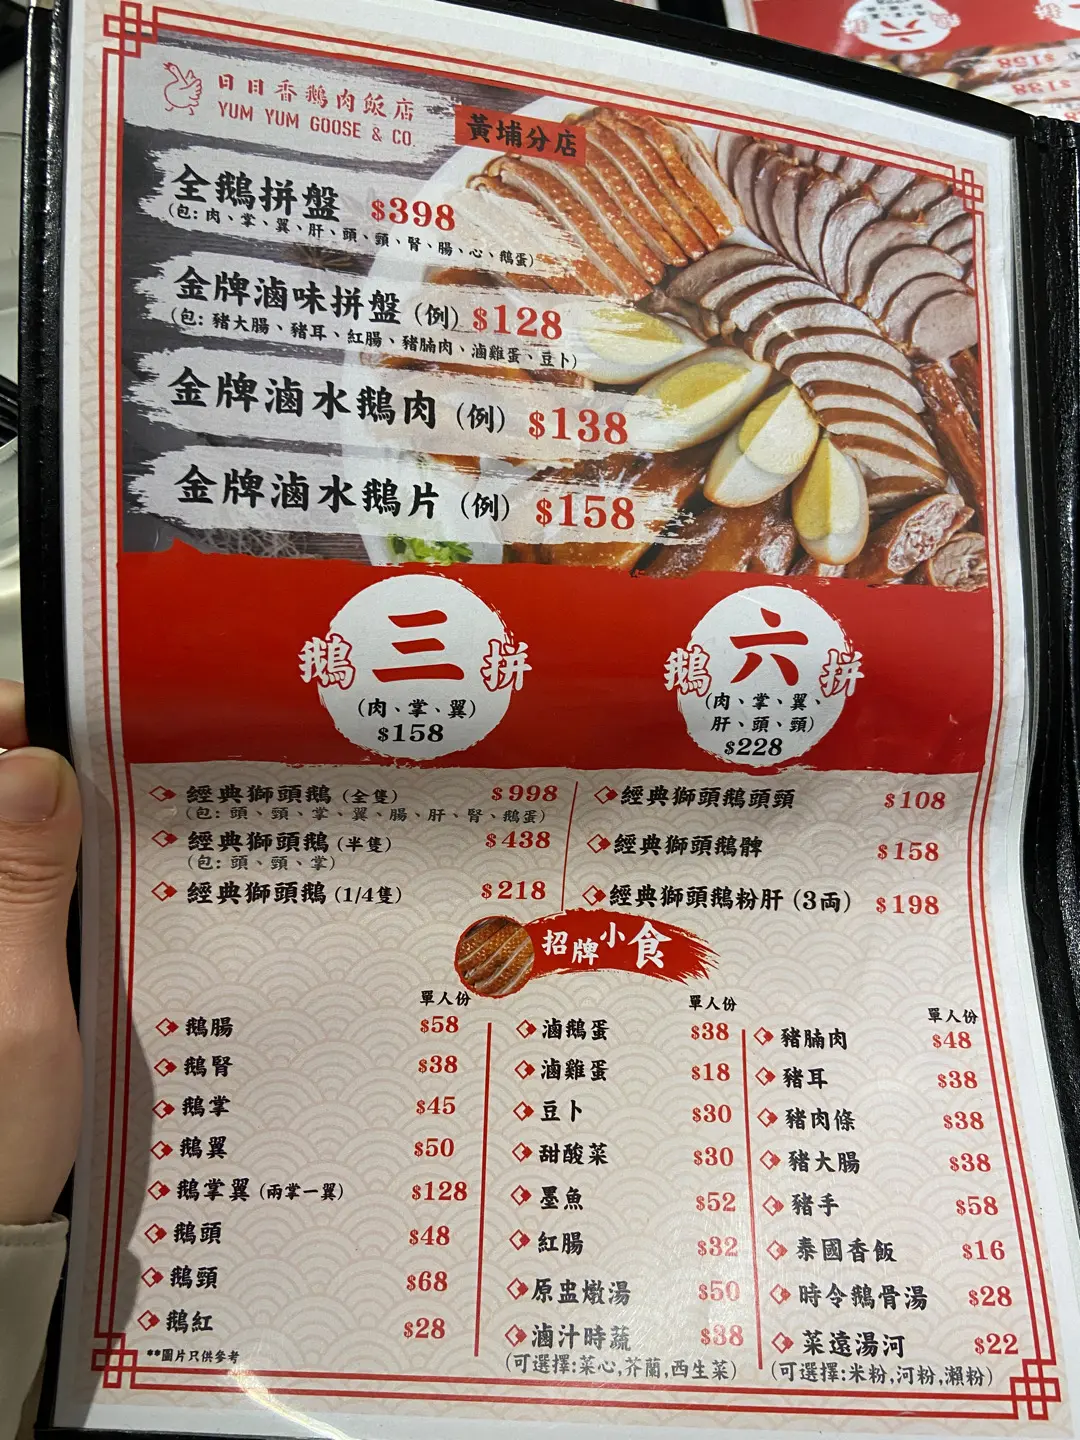 日日香鵝肉飯店
YUM YUM GOOSE & CO.
黃埔分店
全鵝拼盤 $398
(包: 肉、掌、翼、肝、頭、頸、腎、腸、心、鵝蛋)
金牌滷味拼盤 (例) $128
(包: 豬大腸、豬耳、紅腸、豬腩肉、滷雞蛋、豆卜)
金牌滷水鵝肉 (例) $138
金牌滷水鵝片 (例) $158
鵝三拼
(肉、掌、翼)
$158
鵝六拼
(肉、掌、翼、
肝、頭、頸)
$228
經典獅頭鵝 (全隻) $998
(包: 頭、頸、掌、翼、腸、肝、腎、鵝蛋)
經典獅頭鵝 (半隻) $438
(包: 頭、頸、掌)
經典獅頭鵝 (1/4隻) $218
經典獅頭鵝頭頸 $108
經典獅頭鵝髀 $158
經典獅頭鵝粉肝 (3両) $198
招牌小食
單人份
鵝腸 $58
鵝腎 $38
鵝掌 $45
鵝翼 $50
鵝掌翼 (兩掌一翼) $128
鵝頭 $48
鵝頸 $68
鵝紅 $28
**圖片只供參考
單人份
滷鵝蛋 $38
滷雞蛋 $18
豆卜 $30
甜酸菜 $30
墨魚 $52
紅腸 $32
原盅燉湯 $50
滷汁時蔬 $38
(可選擇:菜心,芥蘭,西生菜)
單人份
豬腩肉 $48
豬耳 $38
豬肉條 $38
豬大腸 $38
豬手 $58
泰國香飯 $16
時令鵝骨湯 $28
菜遠湯河 $22
(可選擇:米粉,河粉,瀨粉)
六
$158
$138